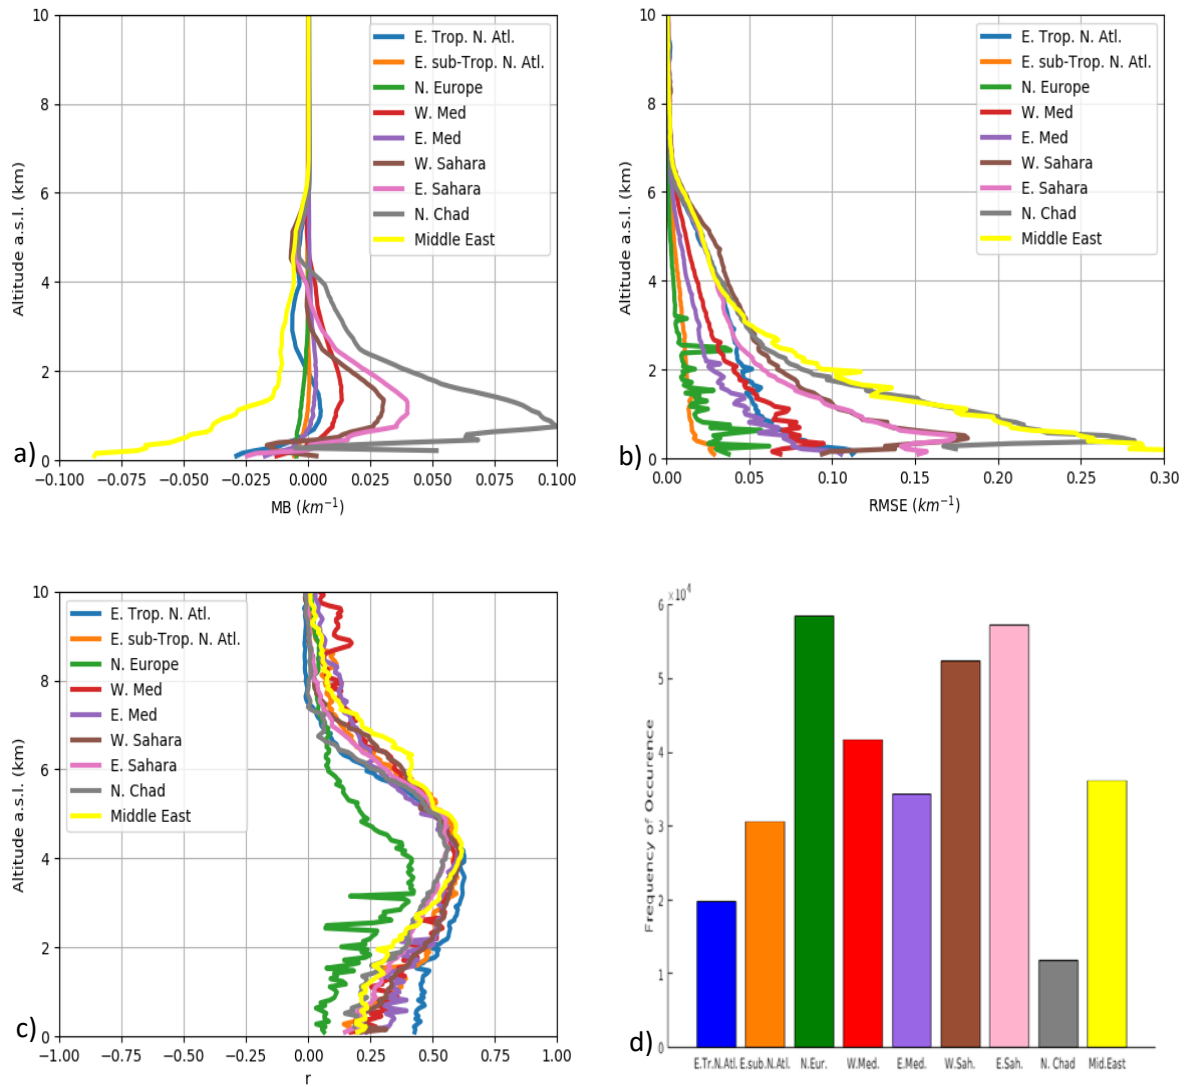 a)
Altitude a.s.l. (km)
10
8
6
4
2
0
−0.100 −0.075 −0.050 −0.025 0.000 0.025 0.050 0.075 0.100
MB (km⁻¹)
E. Trop. N. Atl.
E. sub-Trop. N. Atl.
N. Europe
W. Med
E. Med
W. Sahara
E. Sahara
N. Chad
Middle East
b)
Altitude a.s.l. (km)
10
8
6
4
2
0
0.00 0.05 0.10 0.15 0.20 0.25 0.30
RMSE (km⁻¹)
E. Trop. N. Atl.
E. sub-Trop. N. Atl.
N. Europe
W. Med
E. Med
W. Sahara
E. Sahara
N. Chad
Middle East
c)
Altitude a.s.l. (km)
10
8
6
4
2
0
−1.00 −0.75 −0.50 −0.25 0.00 0.25 0.50 0.75 1.00
r
E. Trop. N. Atl.
E. sub-Trop. N. Atl.
N. Europe
W. Med
E. Med
W. Sahara
E. Sahara
N. Chad
Middle East
d)
×10⁴
Frequency of Occurence
6
5
4
3
2
1
0
E.Tr.N.Atl. E.sub.N.Atl. N.Eur. W.Med. E.Med. W.Sah. E.Sah. N. Chad Mid.East